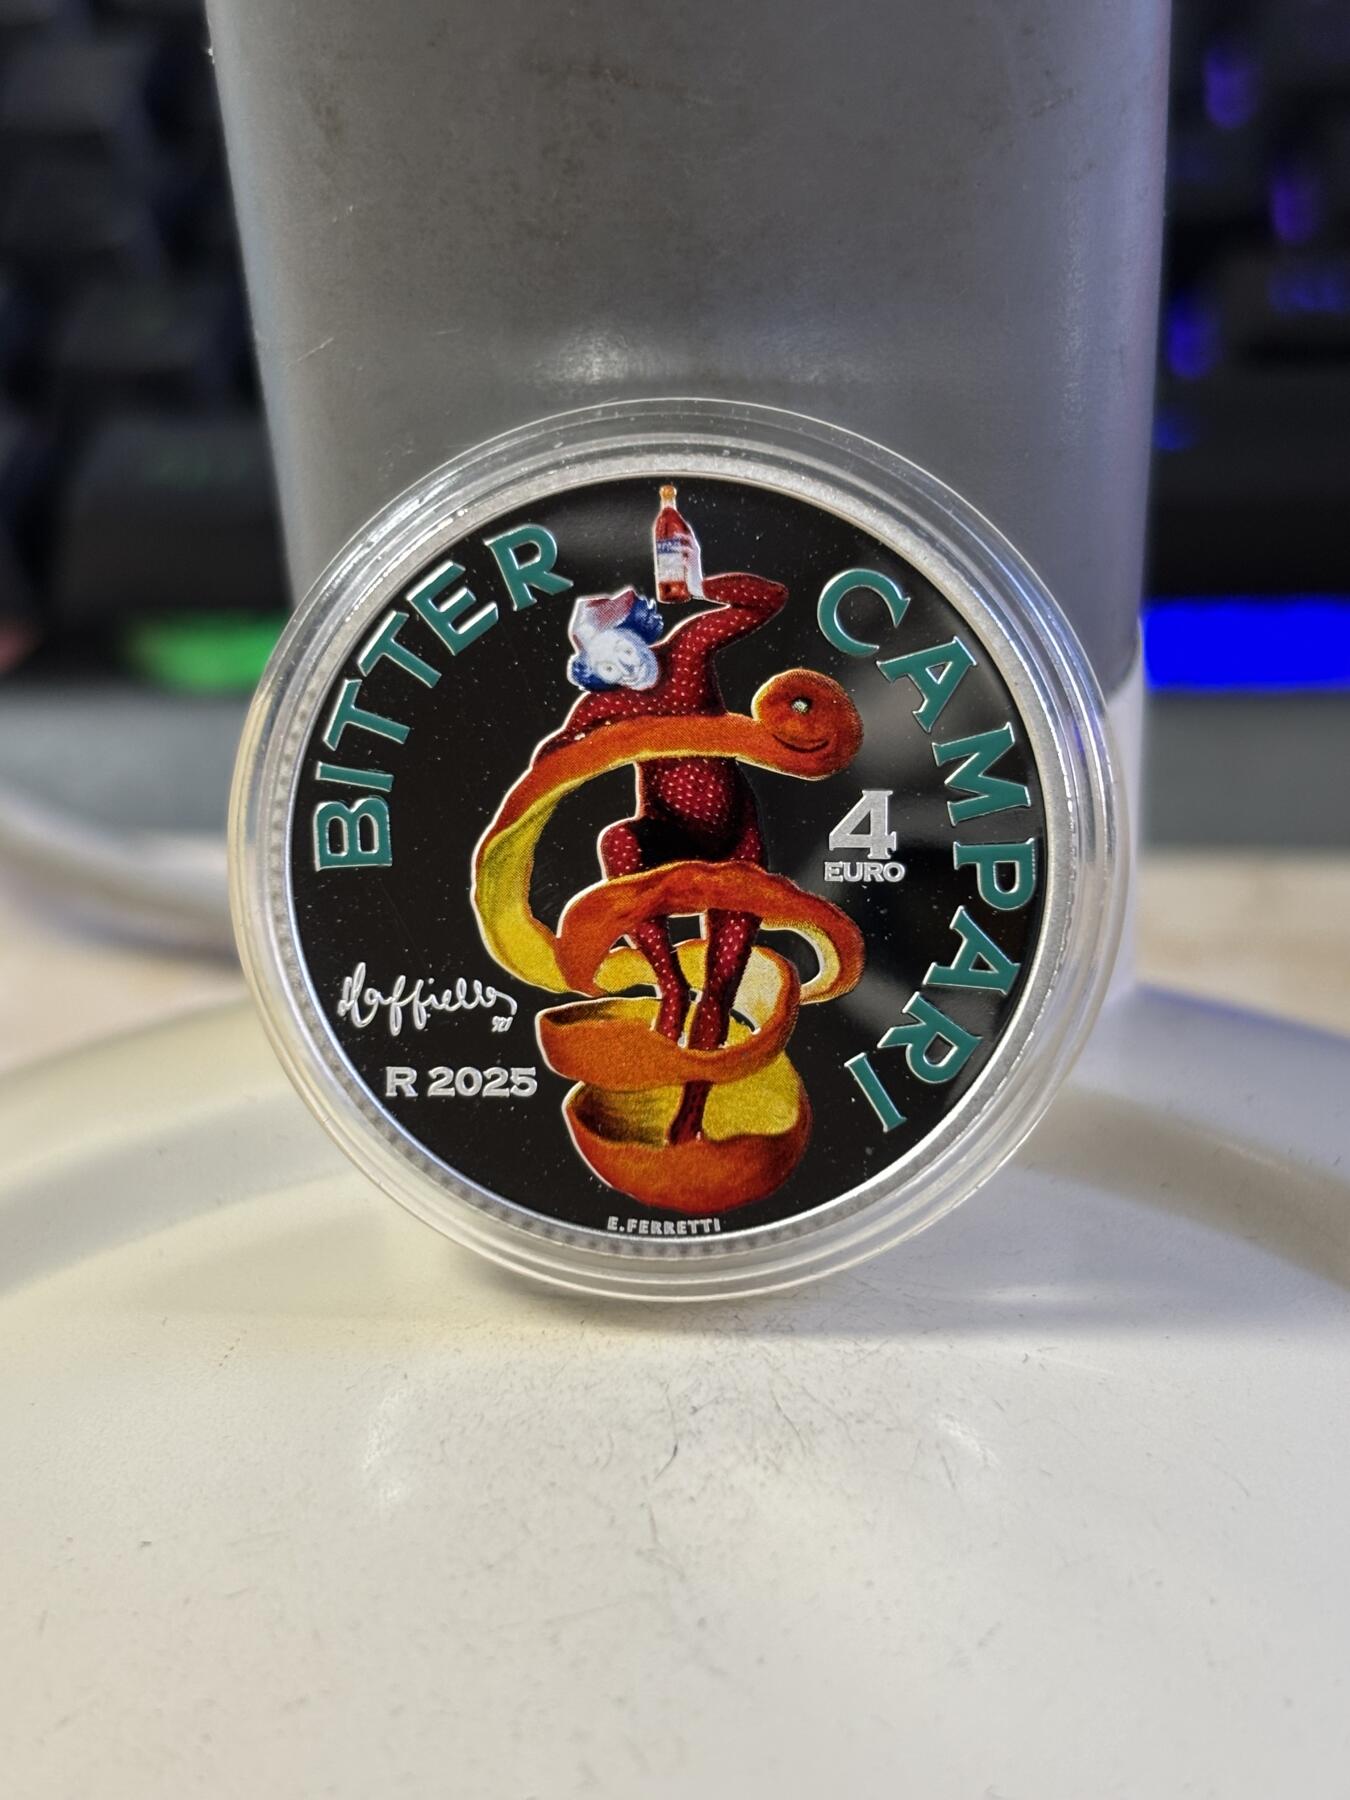 BITTER CAMPARI
4
EURO
R 2025
E.FERRETTI